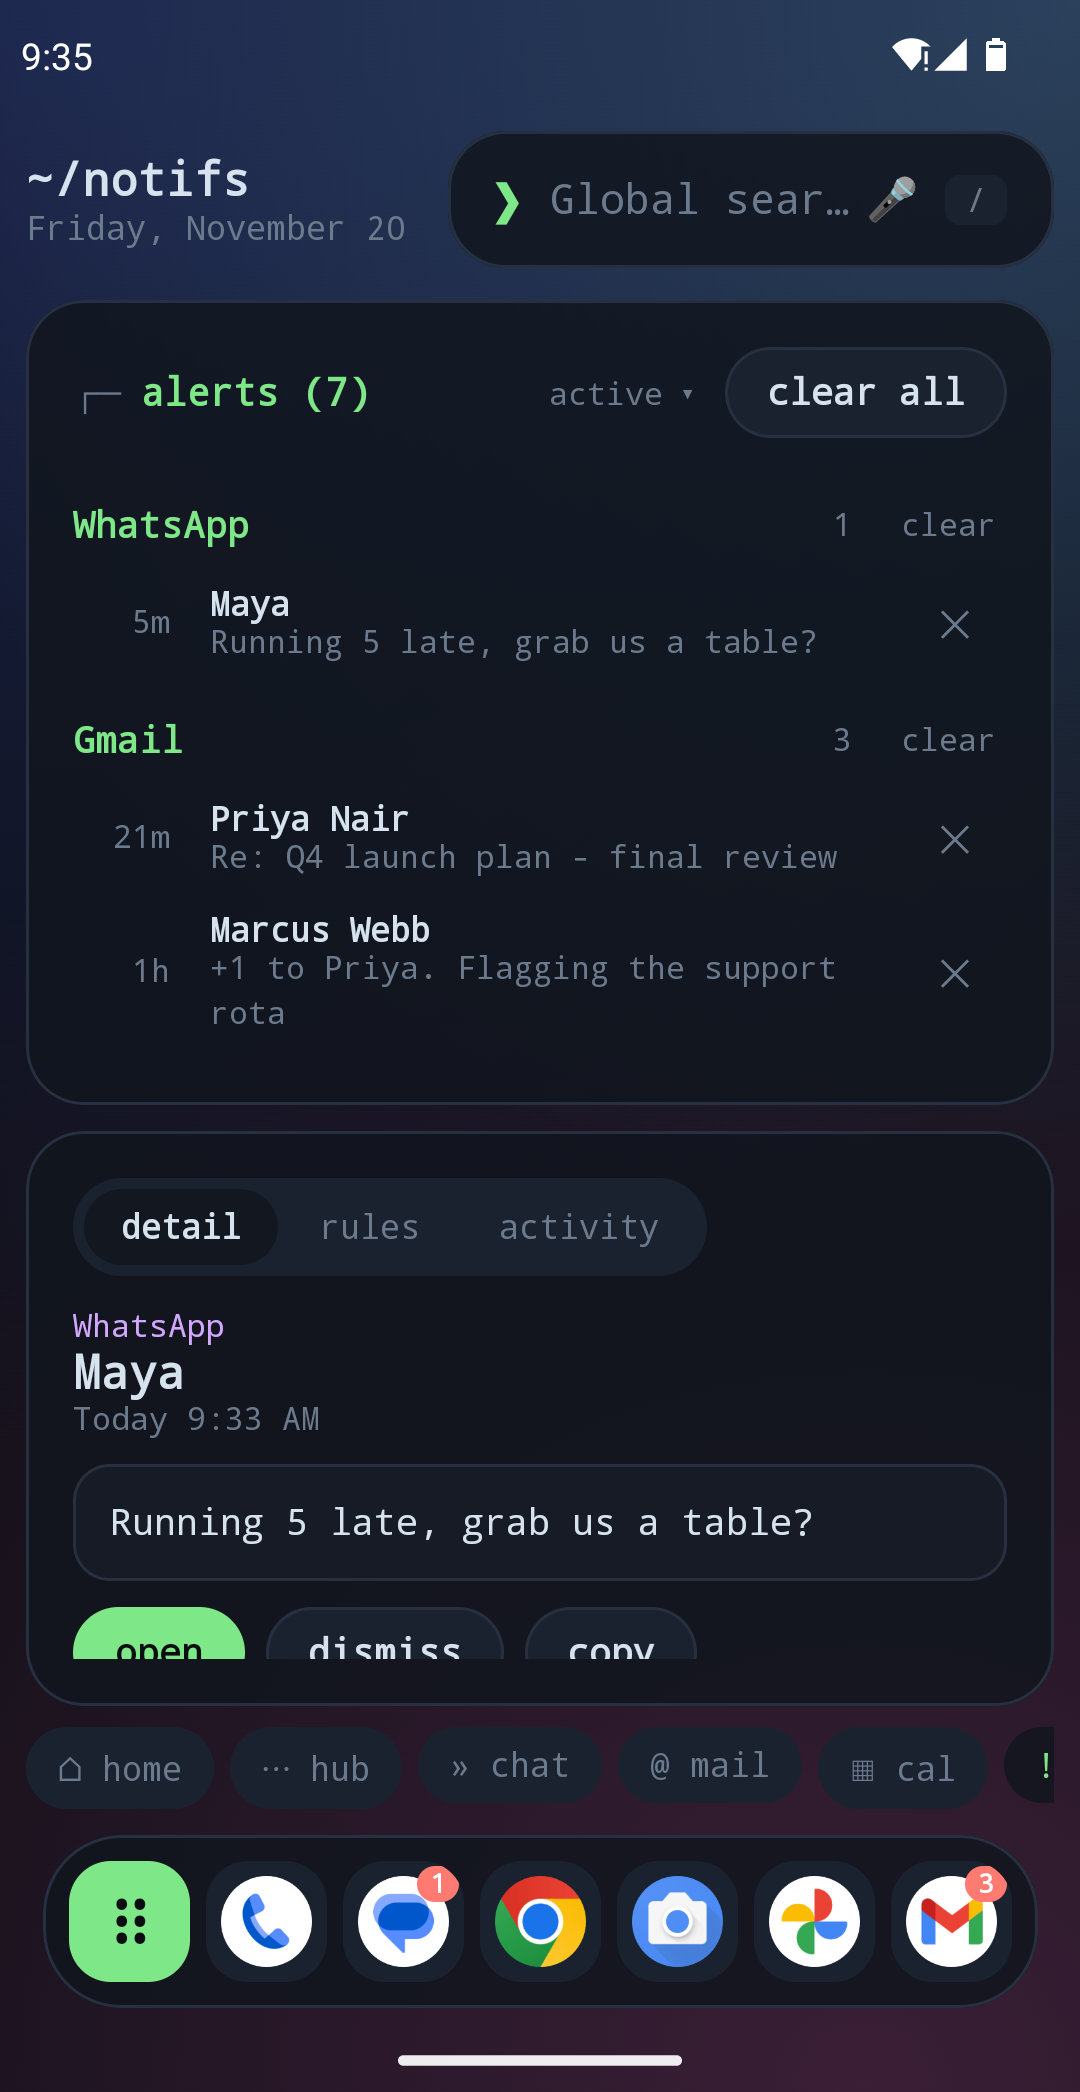 9:35
~/notifs
Friday, November 20
❯ Global sear… 🎤 /
┌─ alerts (7) active ▾ clear all
WhatsApp 1 clear
5m Maya
Running 5 late, grab us a table?
Gmail 3 clear
21m Priya Nair
Re: Q4 launch plan – final review
Marcus Webb
1h +1 to Priya. Flagging the support
rota
detail rules activity
WhatsApp
Maya
Today 9:33 AM
Running 5 late, grab us a table?
open dismiss copy
⌂ home ⋯ hub » chat @ mail ▦ cal !
1 3